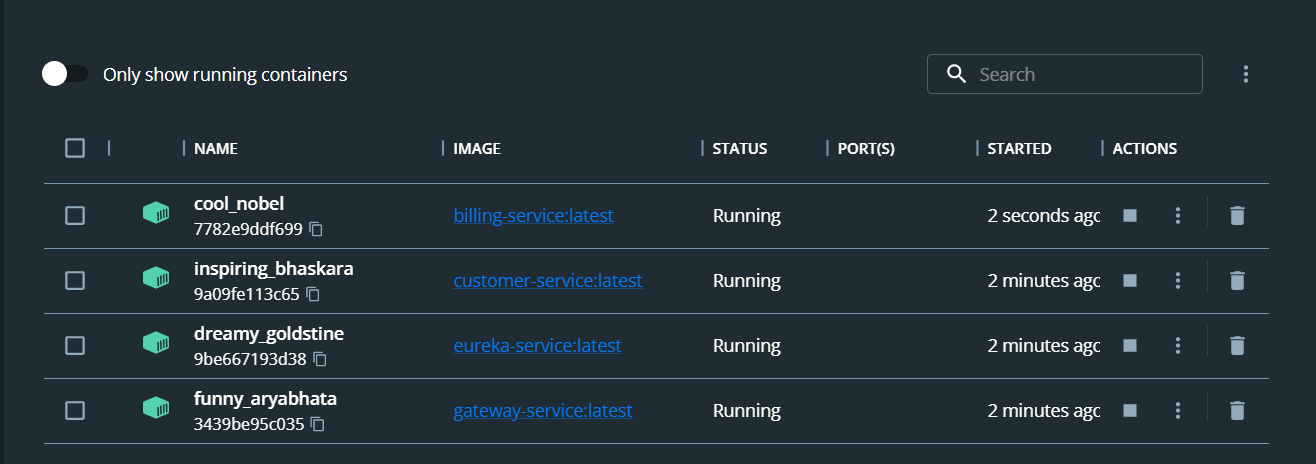 Only show running containers
Search
NAME IMAGE STATUS PORT(S) STARTED ACTIONS
cool_nobel
7782e9ddf699
billing-service:latest Running 2 seconds ago
inspiring_bhaskara
9a09fe113c65
customer-service:latest Running 2 minutes ago
dreamy_goldstine
9be667193d38
eureka-service:latest Running 2 minutes ago
funny_aryabhata
3439be95c035
gateway-service:latest Running 2 minutes ago